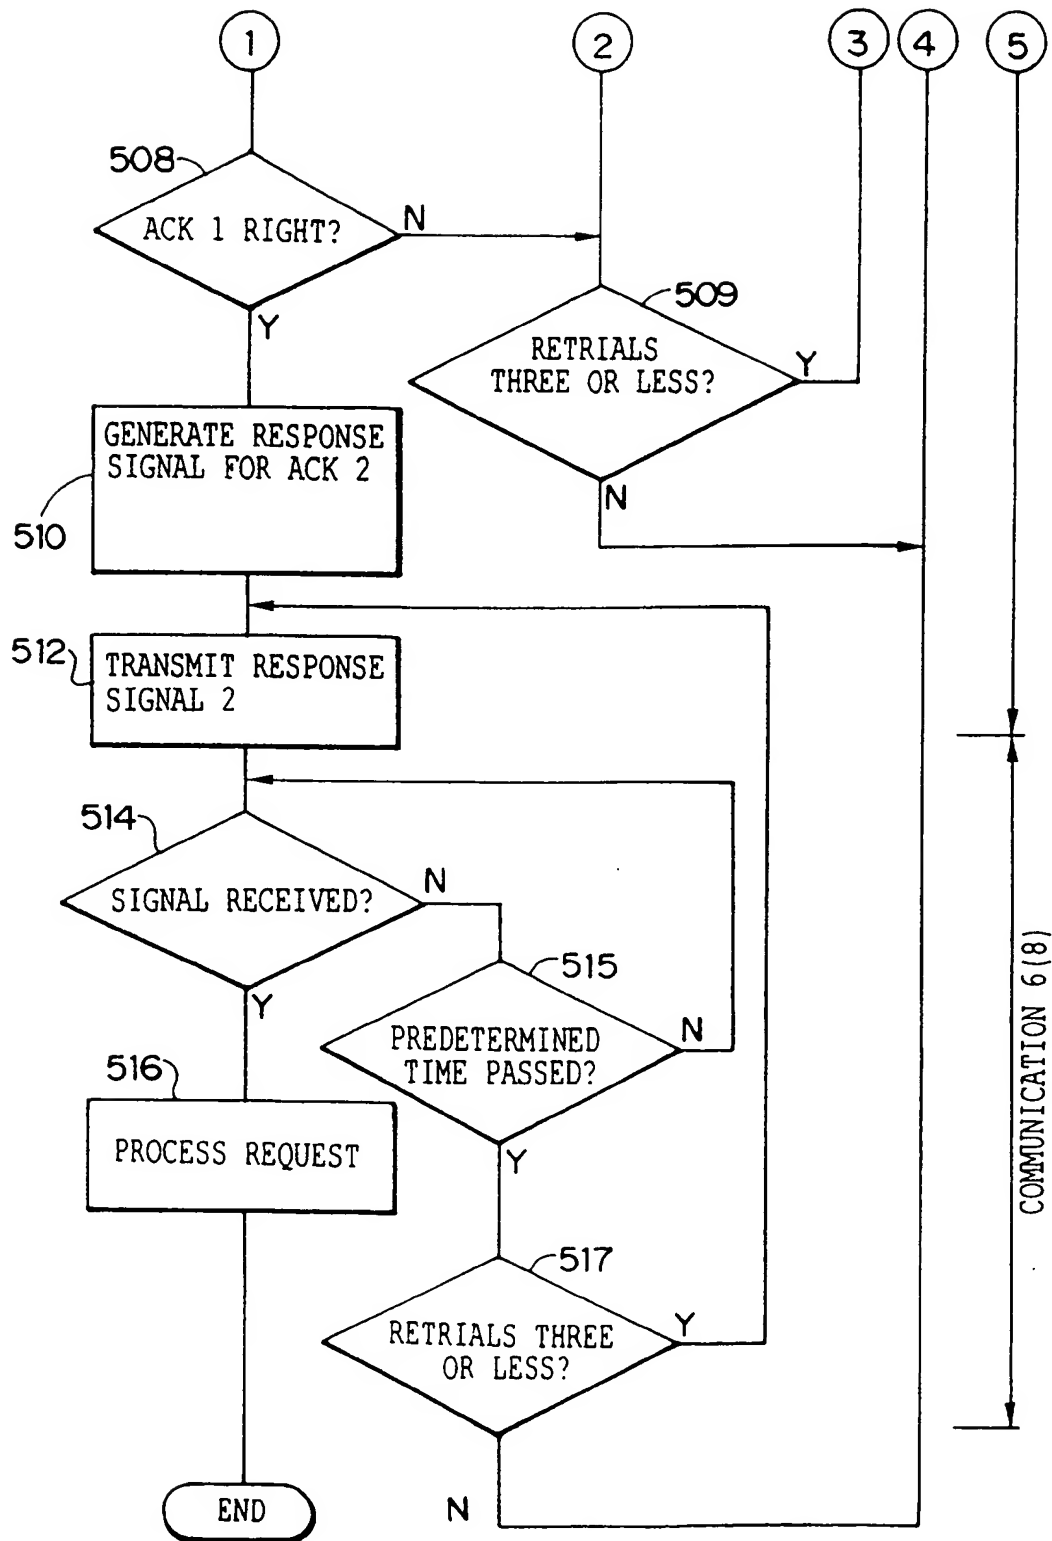 1
2
3
4
5
508
ACK 1 RIGHT?
N
Y
509
RETRIALS
THREE OR LESS?
Y
N
GENERATE RESPONSE
SIGNAL FOR ACK 2
510
512
TRANSMIT RESPONSE
SIGNAL 2
514
SIGNAL RECEIVED?
N
Y
515
PREDETERMINED
TIME PASSED?
N
Y
516
PROCESS REQUEST
517
RETRIALS THREE
OR LESS?
Y
N
END
COMMUNICATION 6(8)